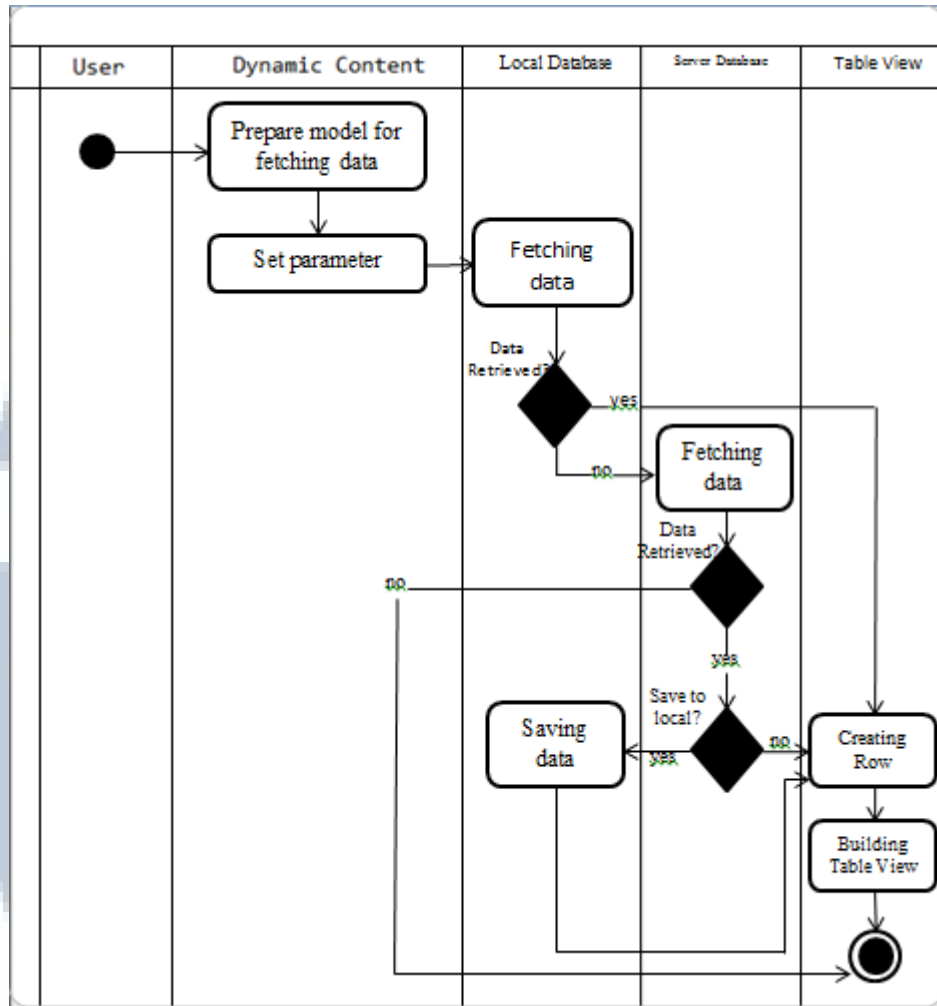 User
Dynamic Content
Local Database
Server Database
Table View
Prepare model for
fetching data
Set parameter
Fetching
data
Data
Retrieved?
yes
no
Fetching
data
Data
Retrieved?
no
yes
Save to
local?
Saving
data
yes
no
Creating
Row
Building
Table View